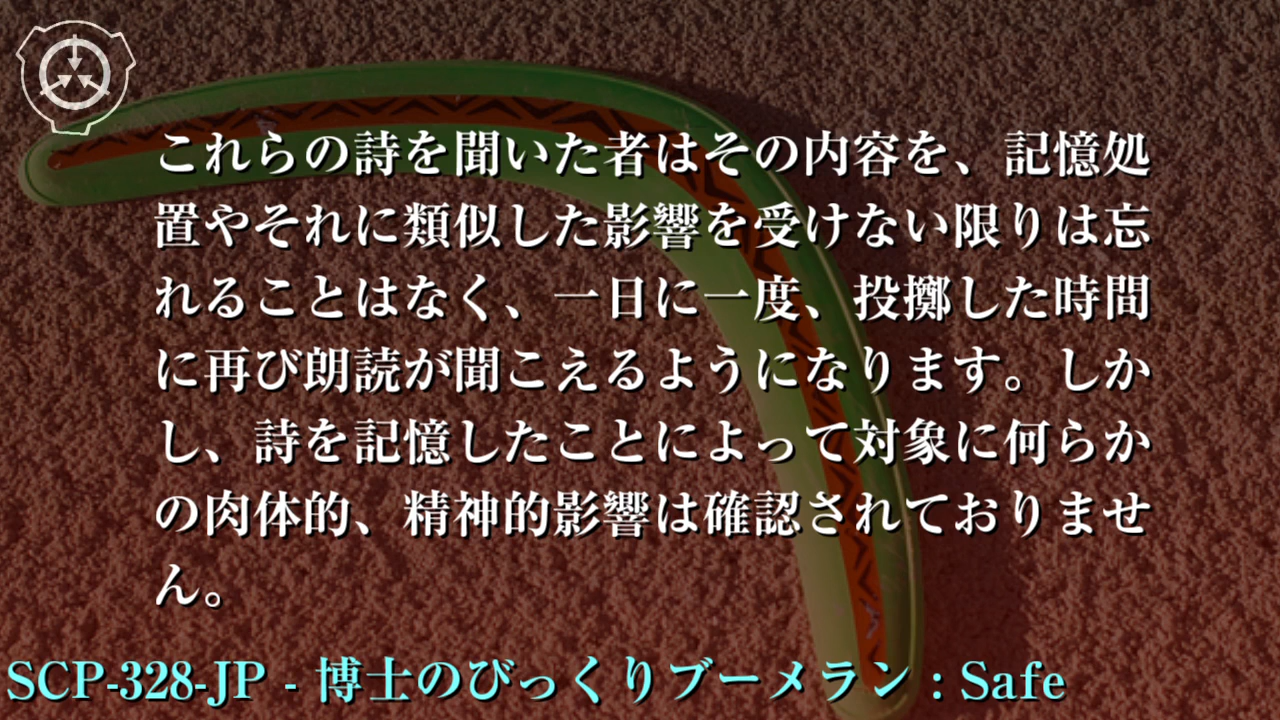 これらの詩を聞いた者はその内容を、記憶処
置やそれに類似した影響を受けない限りは忘
れることはなく、一日に一度、投擲した時間
に再び朗読が聞こえるようになります。しか
し、詩を記憶したことによって対象に何らか
の肉体的、精神的影響は確認されておりませ
ん。
SCP-328-JP - 博士のびっくりブーメラン : Safe